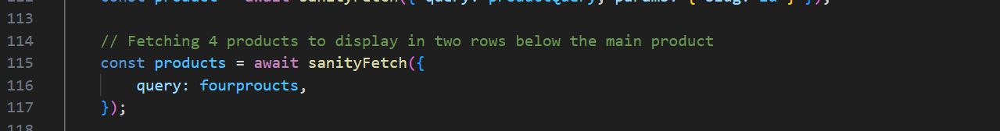 112 const product = await sanityFetch({ query: productQuery, params: { slug: id } });
113
114 // Fetching 4 products to display in two rows below the main product
115 const products = await sanityFetch({
116 query: fourproucts,
117 });
118